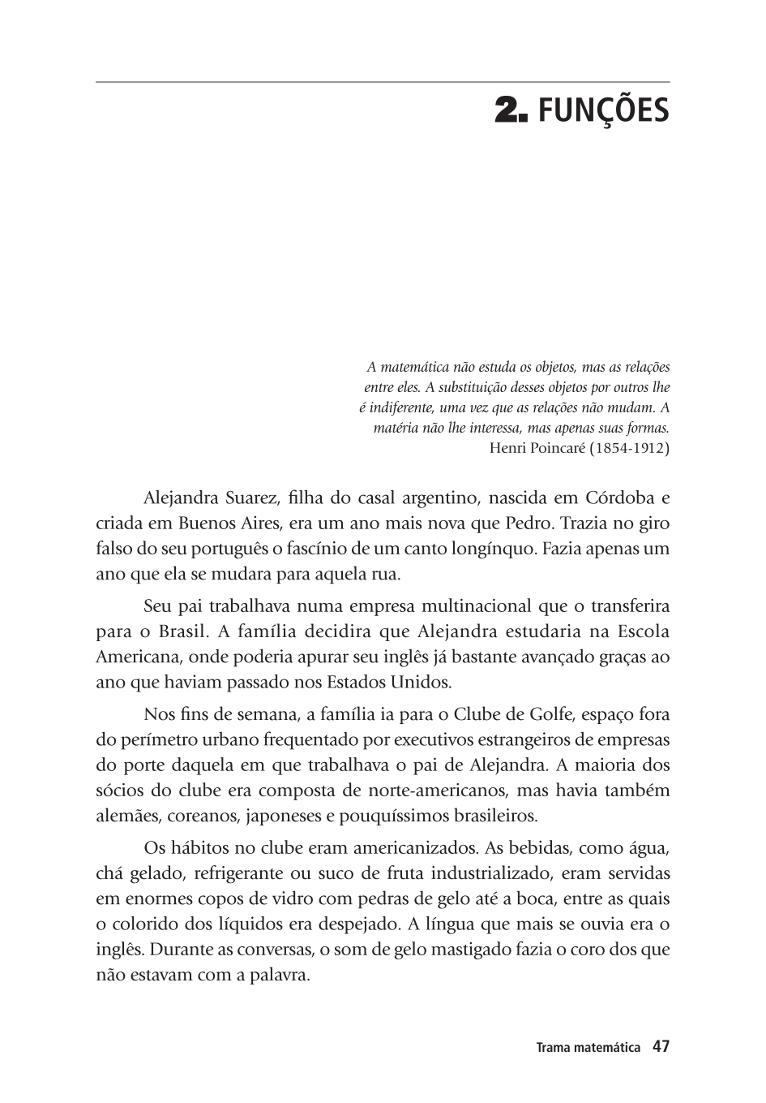 2. FUNÇÕES
A matemática não estuda os objetos, mas as relações
entre eles. A substituição desses objetos por outros lhe
é indiferente, uma vez que as relações não mudam. A
matéria não lhe interessa, mas apenas suas formas.
Henri Poincaré (1854-1912)
Alejandra Suarez, filha do casal argentino, nascida em Córdoba e
criada em Buenos Aires, era um ano mais nova que Pedro. Trazia no giro
falso do seu português o fascínio de um canto longínquo. Fazia apenas um
ano que ela se mudara para aquela rua.
Seu pai trabalhava numa empresa multinacional que o transferira
para o Brasil. A família decidira que Alejandra estudaria na Escola
Americana, onde poderia apurar seu inglês já bastante avançado graças ao
ano que haviam passado nos Estados Unidos.
Nos fins de semana, a família ia para o Clube de Golfe, espaço fora
do perímetro urbano frequentado por executivos estrangeiros de empresas
do porte daquela em que trabalhava o pai de Alejandra. A maioria dos
sócios do clube era composta de norte-americanos, mas havia também
alemães, coreanos, japoneses e pouquíssimos brasileiros.
Os hábitos no clube eram americanizados. As bebidas, como água,
chá gelado, refrigerante ou suco de fruta industrializado, eram servidas
em enormes copos de vidro com pedras de gelo até a boca, entre as quais
o colorido dos líquidos era despejado. A língua que mais se ouvia era o
inglês. Durante as conversas, o som de gelo mastigado fazia o coro dos que
não estavam com a palavra.
Trama matemática 47